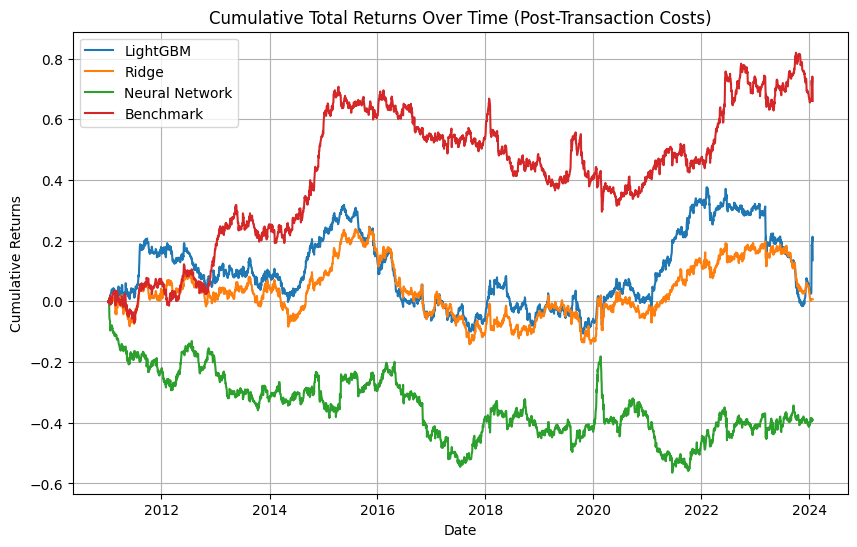 Cumulative Total Returns Over Time (Post-Transaction Costs)
LightGBM
Ridge
Neural Network
Benchmark
Cumulative Returns
0.8
0.6
0.4
0.2
0.0
−0.2
−0.4
−0.6
2012 2014 2016 2018 2020 2022 2024
Date